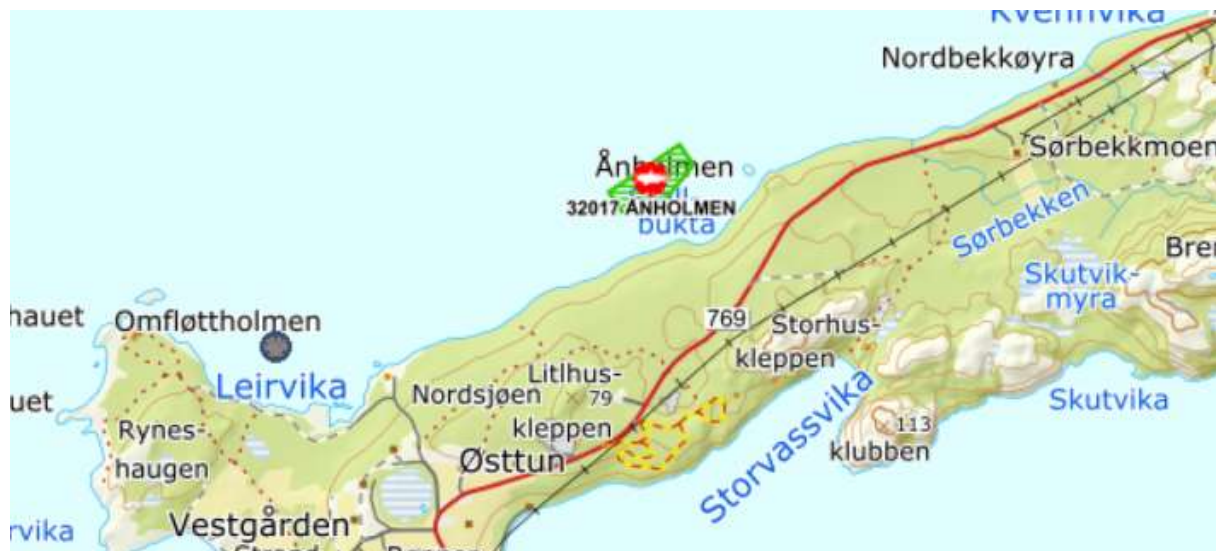 Kvennvika
Nordbekkøyra
Ånholmen
Sørbekkmoen
32017 ÅNHOLMEN
bukta
Sørbekken
Skutvik-
myra
hauet
Omfløttholmen
769
Storhus-
kleppen
Leirvika
Nordsjøen
Litlhus-
79
kleppen
uet
Rynes-
haugen
Skutvika
113
klubben
Storvassvika
Østtun
Vestgården
rvika